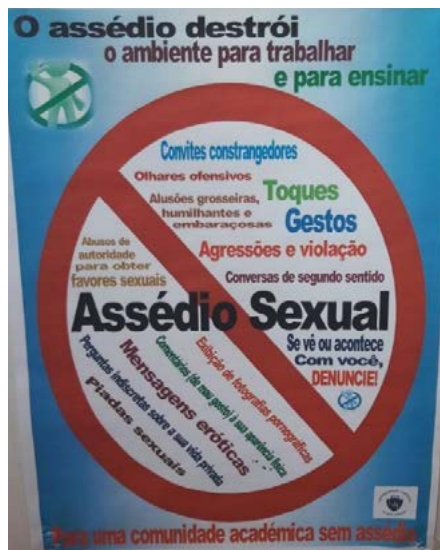 O assédio destrói
o ambiente para trabalhar
e para ensinar
Convites constrangedores
Olhares ofensivos
Alusões grosseiras,
humilhantes e
embaraçosas
Toques
Gestos
Agressões e violação
Conversas de segundo sentido
Abusos de
autoridade
para obter
favores sexuais
Assédio Sexual
Se vê ou acontece
Com você,
DENUNCIE!
Exibição de fotografias pornográficas
Comentários (de mau gosto) a sua aparência física
Mensagens eróticas
Perguntas indiscretas sobre a sua vida privada
Piadas sexuais
Para uma comunidade académica sem assédio